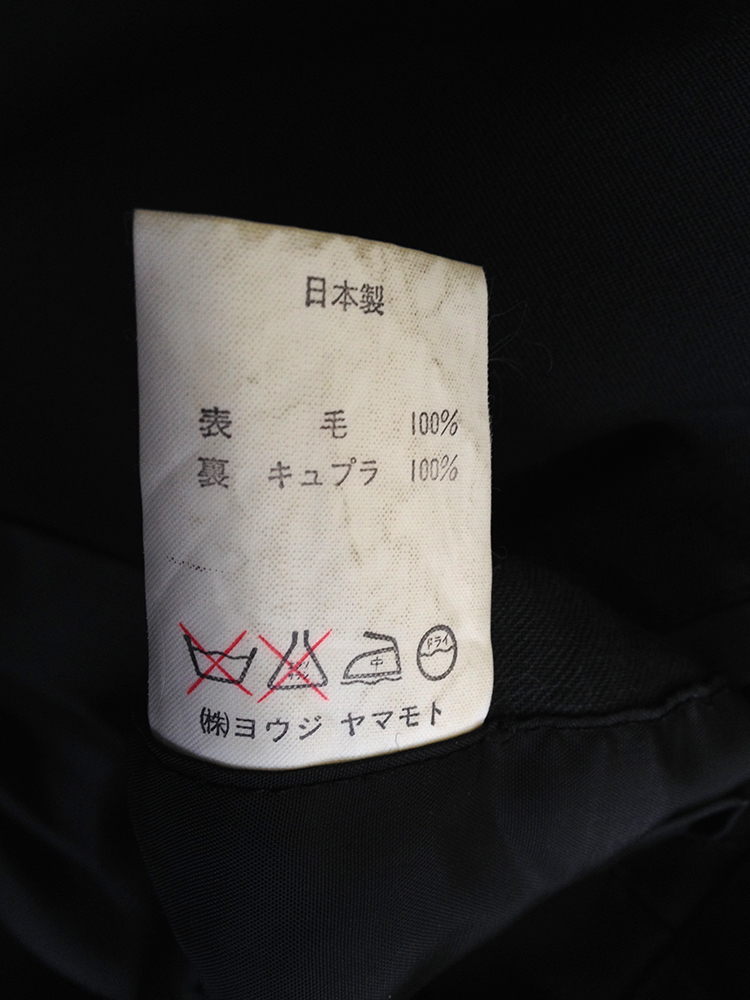 日本製
表 毛 100%
裏 キュプラ 100%
中 ドライ
(株)ヨウジ ヤマモト